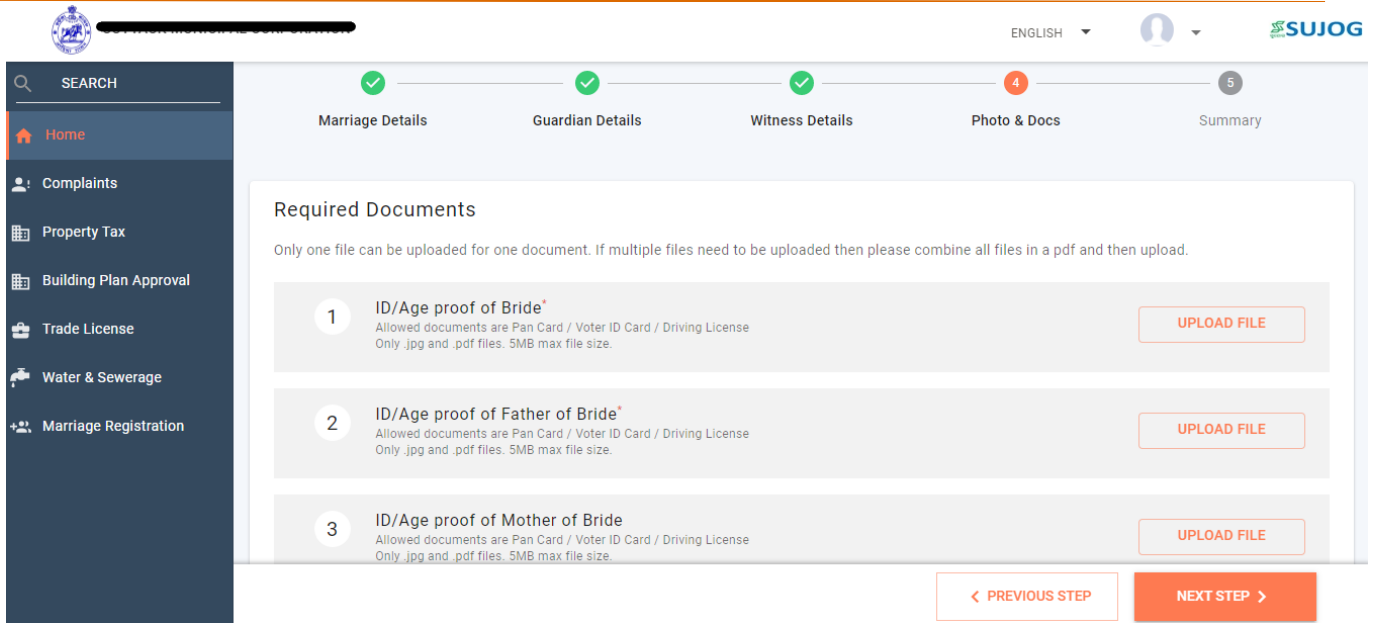 ENGLISH
SUJOG
SEARCH
Home
Complaints
Property Tax
Building Plan Approval
Trade License
Water & Sewerage
Marriage Registration
4
5
Marriage Details
Guardian Details
Witness Details
Photo & Docs
Summary
Required Documents
Only one file can be uploaded for one document. If multiple files need to be uploaded then please combine all files in a pdf and then upload.
1
ID/Age proof of Bride*
Allowed documents are Pan Card / Voter ID Card / Driving License
Only .jpg and .pdf files. 5MB max file size.
UPLOAD FILE
2
ID/Age proof of Father of Bride*
Allowed documents are Pan Card / Voter ID Card / Driving License
Only .jpg and .pdf files. 5MB max file size.
UPLOAD FILE
3
ID/Age proof of Mother of Bride
Allowed documents are Pan Card / Voter ID Card / Driving License
Only .jpg and .pdf files. 5MB max file size.
UPLOAD FILE
PREVIOUS STEP
NEXT STEP